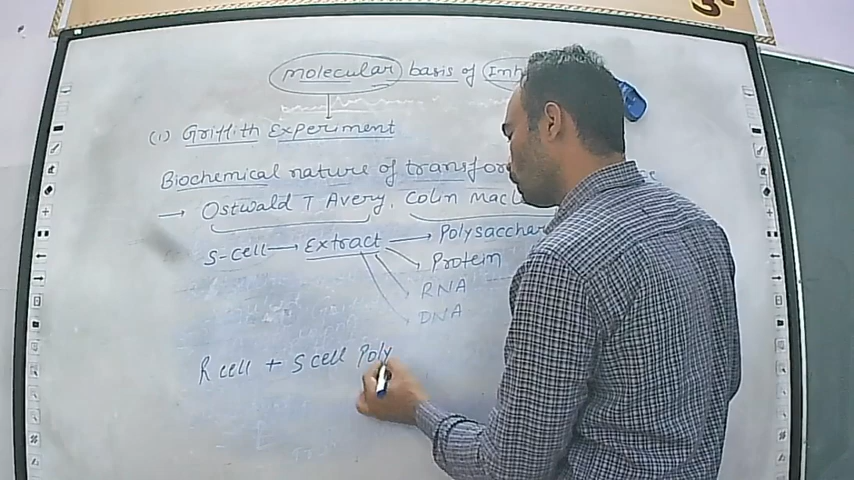 molecular basis of Inh
(1) Griffith Experiment
Biochemical nature of transfor
→ Ostwald T Avery, Colin Mac
S-cell → Extract → Polysacchar
Protein
RNA
DNA
R cell + S cell Poly